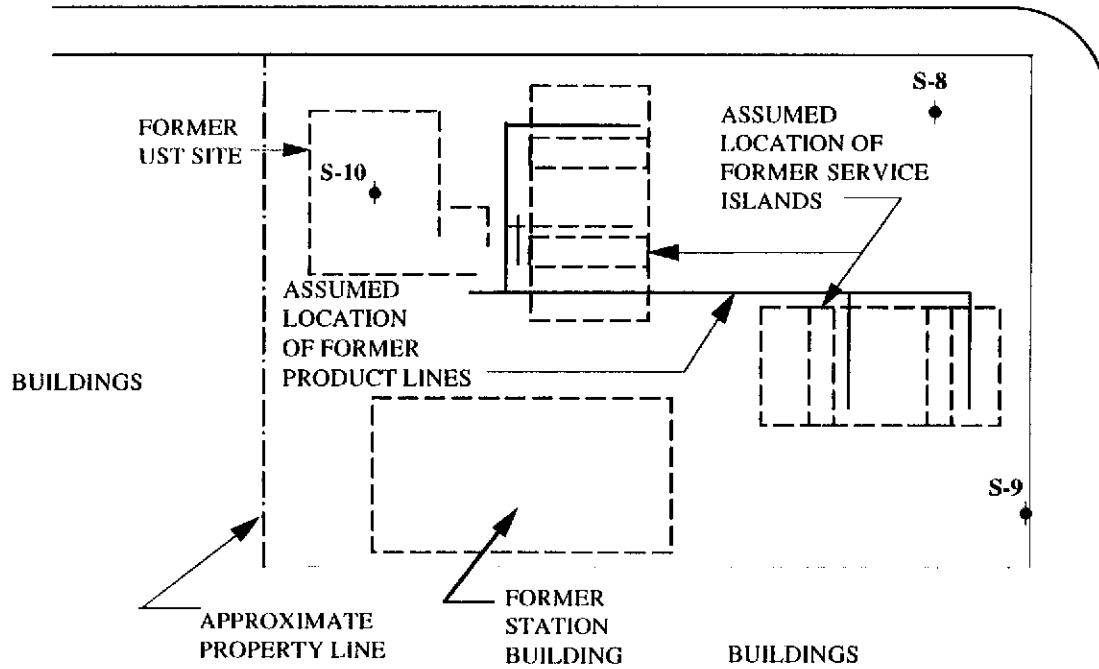 S-8
FORMER
UST SITE
S-10
ASSUMED
LOCATION OF
FORMER SERVICE
ISLANDS
ASSUMED
LOCATION
OF FORMER
PRODUCT LINES
BUILDINGS
S-9
APPROXIMATE
PROPERTY LINE
FORMER
STATION
BUILDING
BUILDINGS